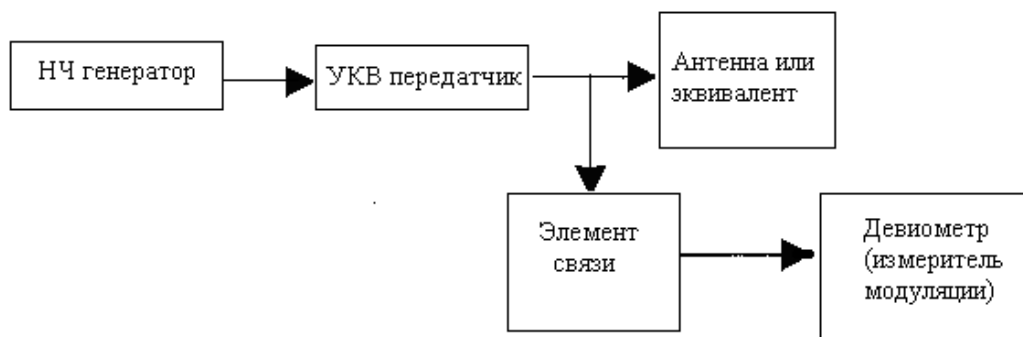 НЧ генератор
УКВ передатчик
Антенна или
эквивалент
Элемент
связи
Девиометр
(измеритель
модуляции)